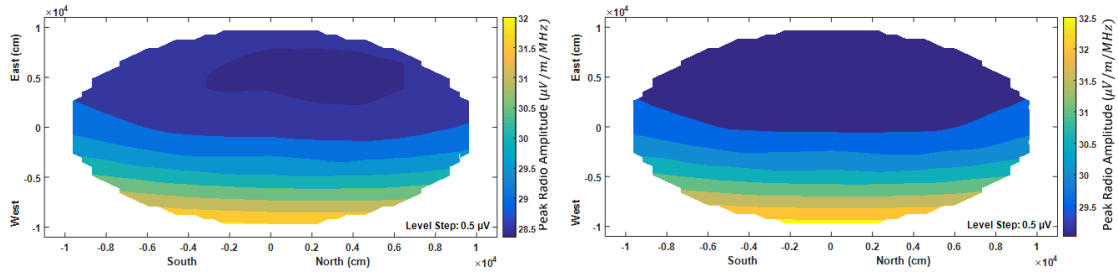 ×10⁴
1
0.5
0
-0.5
-1
East (cm)
West
-1 -0.8 -0.6 -0.4 -0.2 0 0.2 0.4 0.6 0.8 1
South North (cm) ×10⁴
Level Step: 0.5 µV
32
31.5
31
30.5
30
29.5
29
28.5
Peak Radio Amplitude (µV/m/MHz)
×10⁴
1
0.5
0
-0.5
-1
East (cm)
West
-1 -0.8 -0.6 -0.4 -0.2 0 0.2 0.4 0.6 0.8 1
South North (cm) ×10⁴
Level Step: 0.5 µV
32.5
32
31.5
31
30.5
30
29.5
Peak Radio Amplitude (µV/m/MHz)